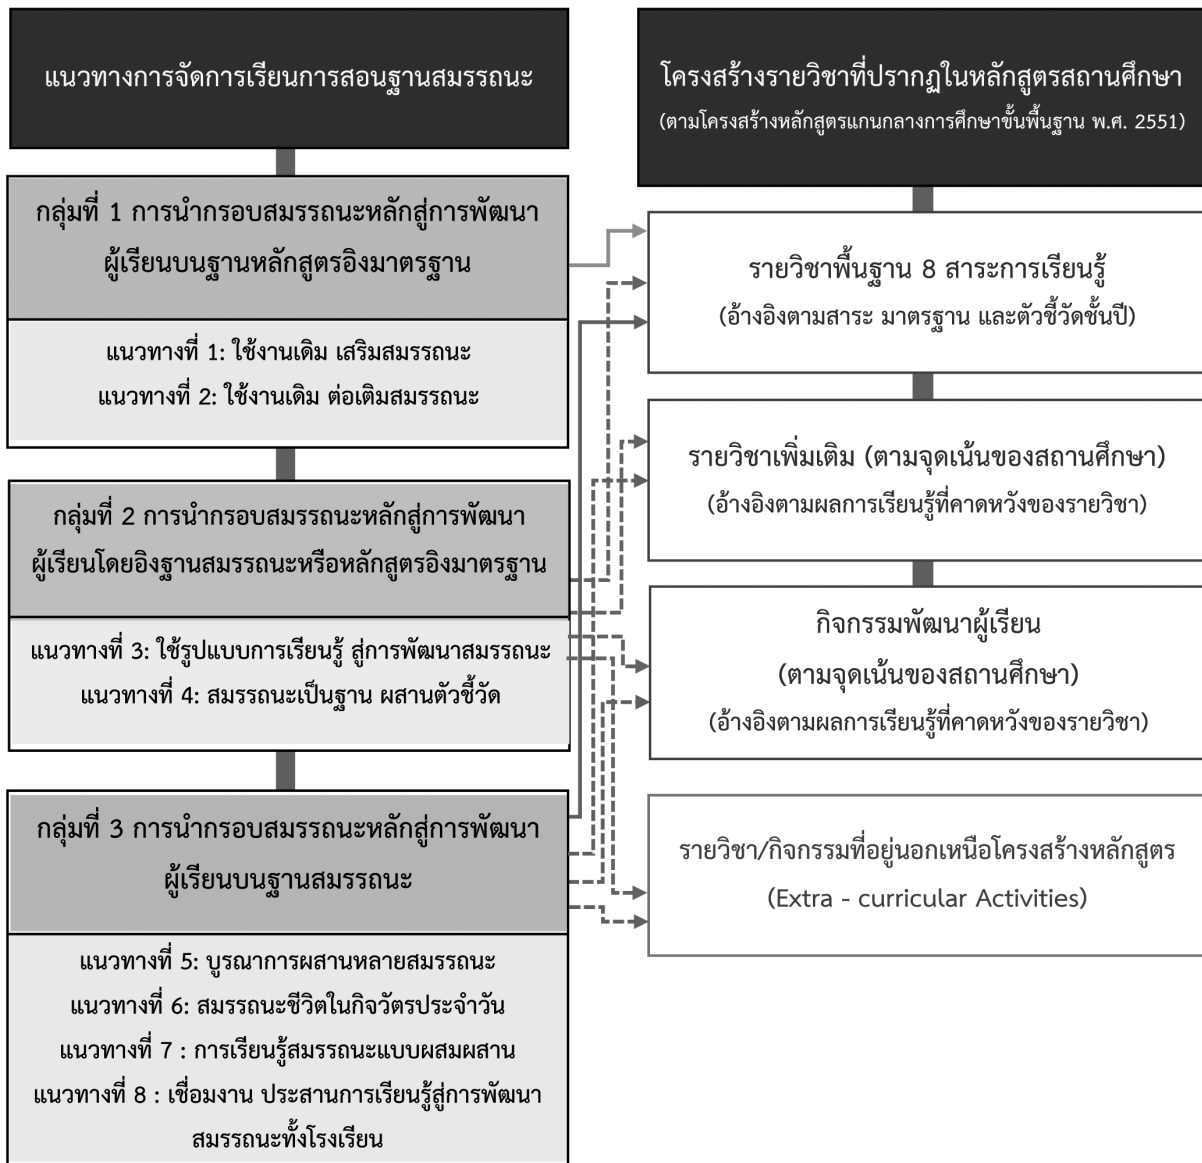 แนวทางการจัดการเรียนการสอนฐานสมรรถนะ
กลุ่มที่ 1 การนำกรอบสมรรถนะหลักสู่การพัฒนา
ผู้เรียนบนฐานหลักสูตรอิงมาตรฐาน
แนวทางที่ 1: ใช้งานเดิม เสริมสมรรถนะ
แนวทางที่ 2: ใช้งานเดิม ต่อเติมสมรรถนะ
กลุ่มที่ 2 การนำกรอบสมรรถนะหลักสู่การพัฒนา
ผู้เรียนโดยอิงฐานสมรรถนะหรือหลักสูตรอิงมาตรฐาน
แนวทางที่ 3: ใช้รูปแบบการเรียนรู้ สู่การพัฒนาสมรรถนะ
แนวทางที่ 4: สมรรถนะเป็นฐาน ผสานตัวชี้วัด
กลุ่มที่ 3 การนำกรอบสมรรถนะหลักสู่การพัฒนา
ผู้เรียนบนฐานสมรรถนะ
แนวทางที่ 5: บูรณาการผสานหลายสมรรถนะ
แนวทางที่ 6: สมรรถนะชีวิตในกิจวัตรประจำวัน
แนวทางที่ 7 : การเรียนรู้สมรรถนะแบบผสมผสาน
แนวทางที่ 8 : เชื่อมงาน ประสานการเรียนรู้สู่การพัฒนา
สมรรถนะทั้งโรงเรียน
โครงสร้างรายวิชาที่ปรากฏในหลักสูตรสถานศึกษา
(ตามโครงสร้างหลักสูตรแกนกลางการศึกษาขั้นพื้นฐาน พ.ศ. 2551)
รายวิชาพื้นฐาน 8 สาระการเรียนรู้
(อ้างอิงตามสาระ มาตรฐาน และตัวชี้วัดชั้นปี)
รายวิชาเพิ่มเติม (ตามจุดเน้นของสถานศึกษา)
(อ้างอิงตามผลการเรียนรู้ที่คาดหวังของรายวิชา)
กิจกรรมพัฒนาผู้เรียน
(ตามจุดเน้นของสถานศึกษา)
(อ้างอิงตามผลการเรียนรู้ที่คาดหวังของรายวิชา)
รายวิชา/กิจกรรมที่อยู่นอกเหนือโครงสร้างหลักสูตร
(Extra - curricular Activities)